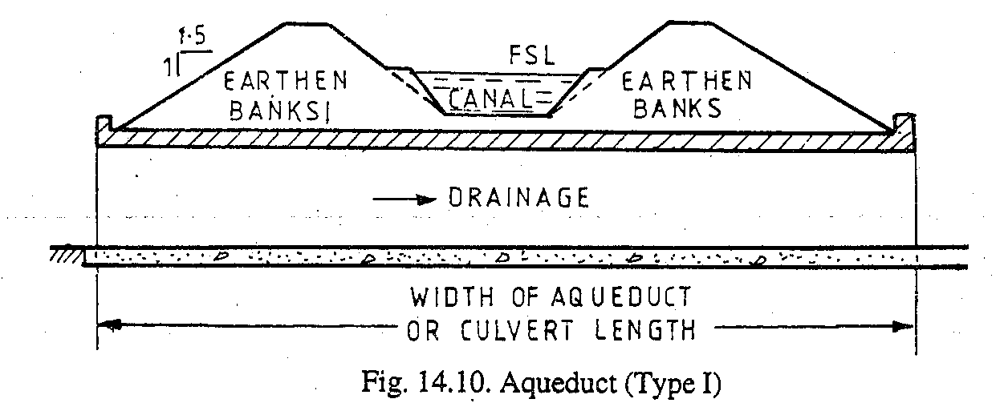 1·5
1
FSL
EARTHEN
BANKS
CANAL
EARTHEN
BANKS
DRAINAGE
WIDTH OF AQUEDUCT
OR CULVERT LENGTH
Fig. 14.10. Aqueduct (Type I)